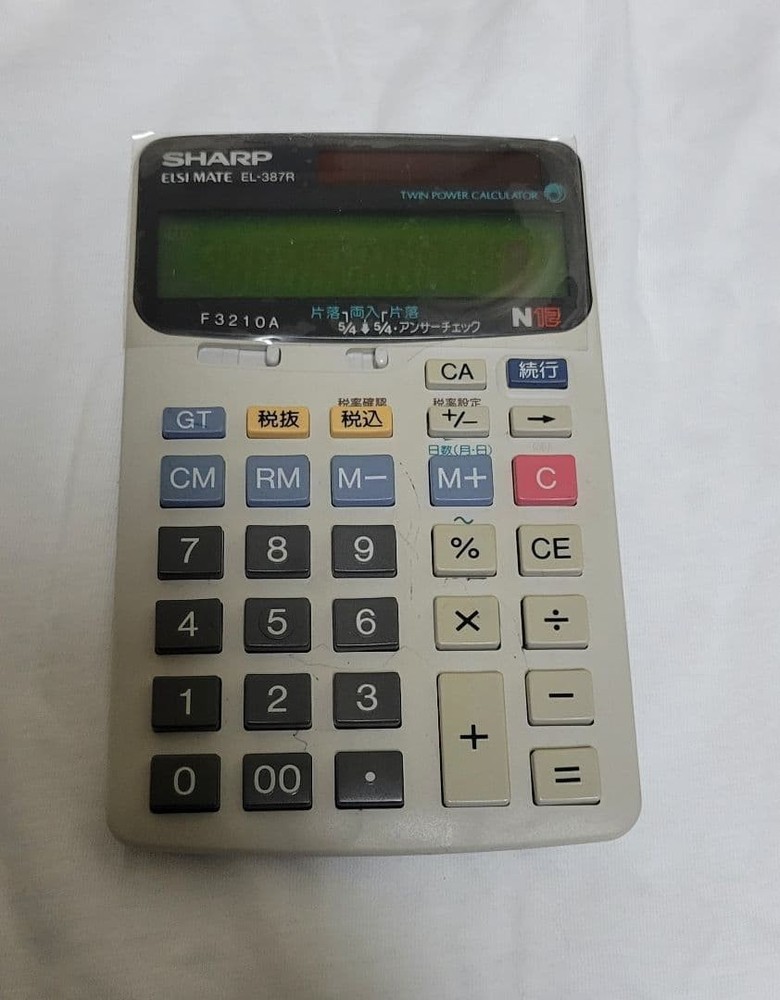 SHARP
ELSI MATE EL-387R
TWIN POWER CALCULATOR
F3210A
片落 両入 片落
5/4 ↓ 5/4・アンサーチェック
N12
CA 続行
税率確認 税率設定
GT 税抜 税込 +/− →
日数(月・日)
CM RM M− M+ C
~
7 8 9 % CE
4 5 6 × ÷
1 2 3 + −
0 00 • =